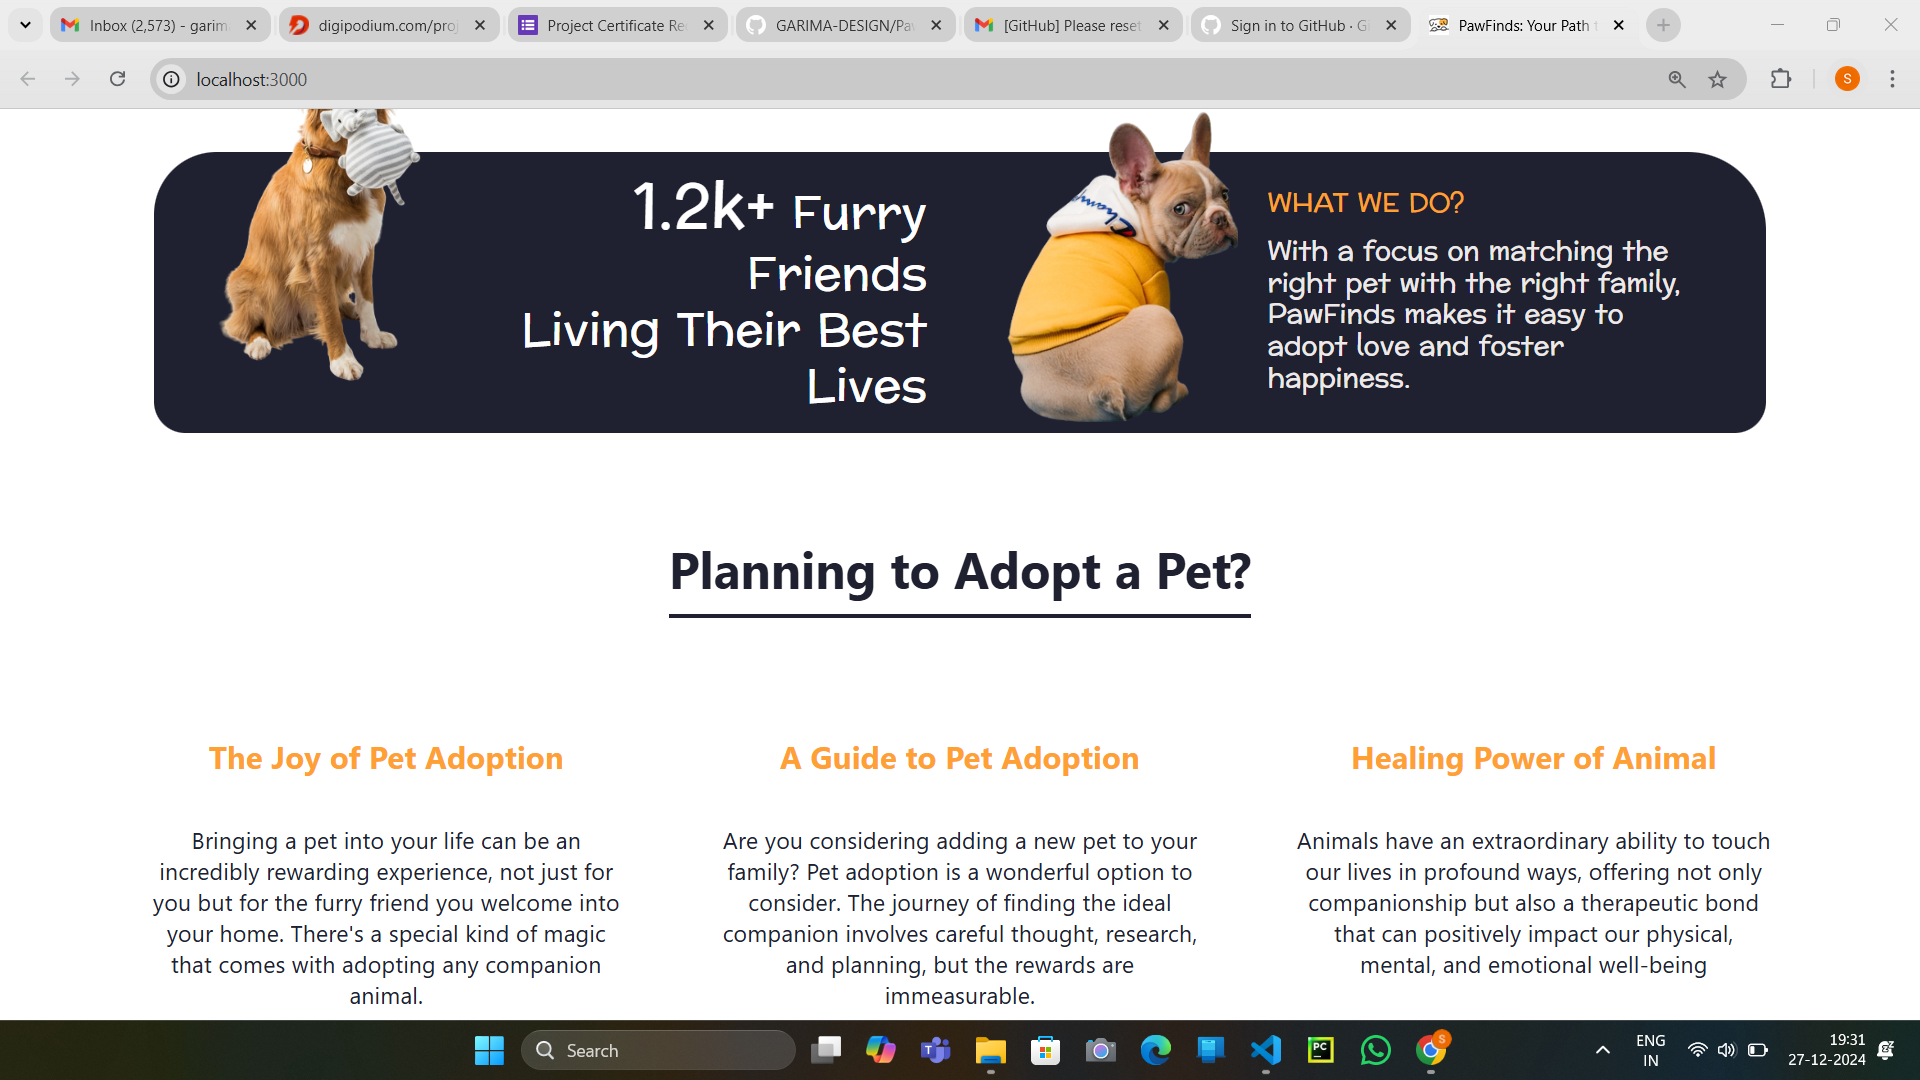 Inbox (2,573) - garim
digipodium.com/pro
Project Certificate Re
GARIMA-DESIGN/Pa
[GitHub] Please reset
Sign in to GitHub · G
PawFinds: Your Path t
localhost:3000
S
1.2k+ Furry
Friends
Living Their Best
Lives
WHAT WE DO?
With a focus on matching the
right pet with the right family,
PawFinds makes it easy to
adopt love and foster
happiness.
Planning to Adopt a Pet?
The Joy of Pet Adoption
Bringing a pet into your life can be an
incredibly rewarding experience, not just for
you but for the furry friend you welcome into
your home. There's a special kind of magic
that comes with adopting any companion
animal.
A Guide to Pet Adoption
Are you considering adding a new pet to your
family? Pet adoption is a wonderful option to
consider. The journey of finding the ideal
companion involves careful thought, research,
and planning, but the rewards are
immeasurable.
Healing Power of Animal
Animals have an extraordinary ability to touch
our lives in profound ways, offering not only
companionship but also a therapeutic bond
that can positively impact our physical,
mental, and emotional well-being
Search
PC
S
ENG
IN
19:31
27-12-2024